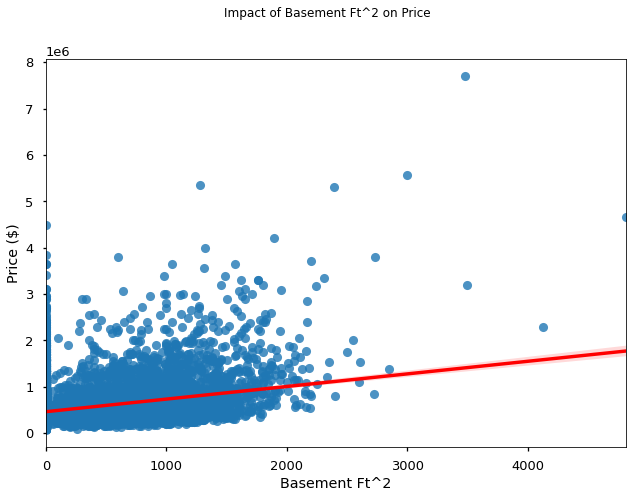 Impact of Basement Ft^2 on Price
1e6
8
7
6
5
4
3
2
1
0
Price ($)
0 1000 2000 3000 4000
Basement Ft^2